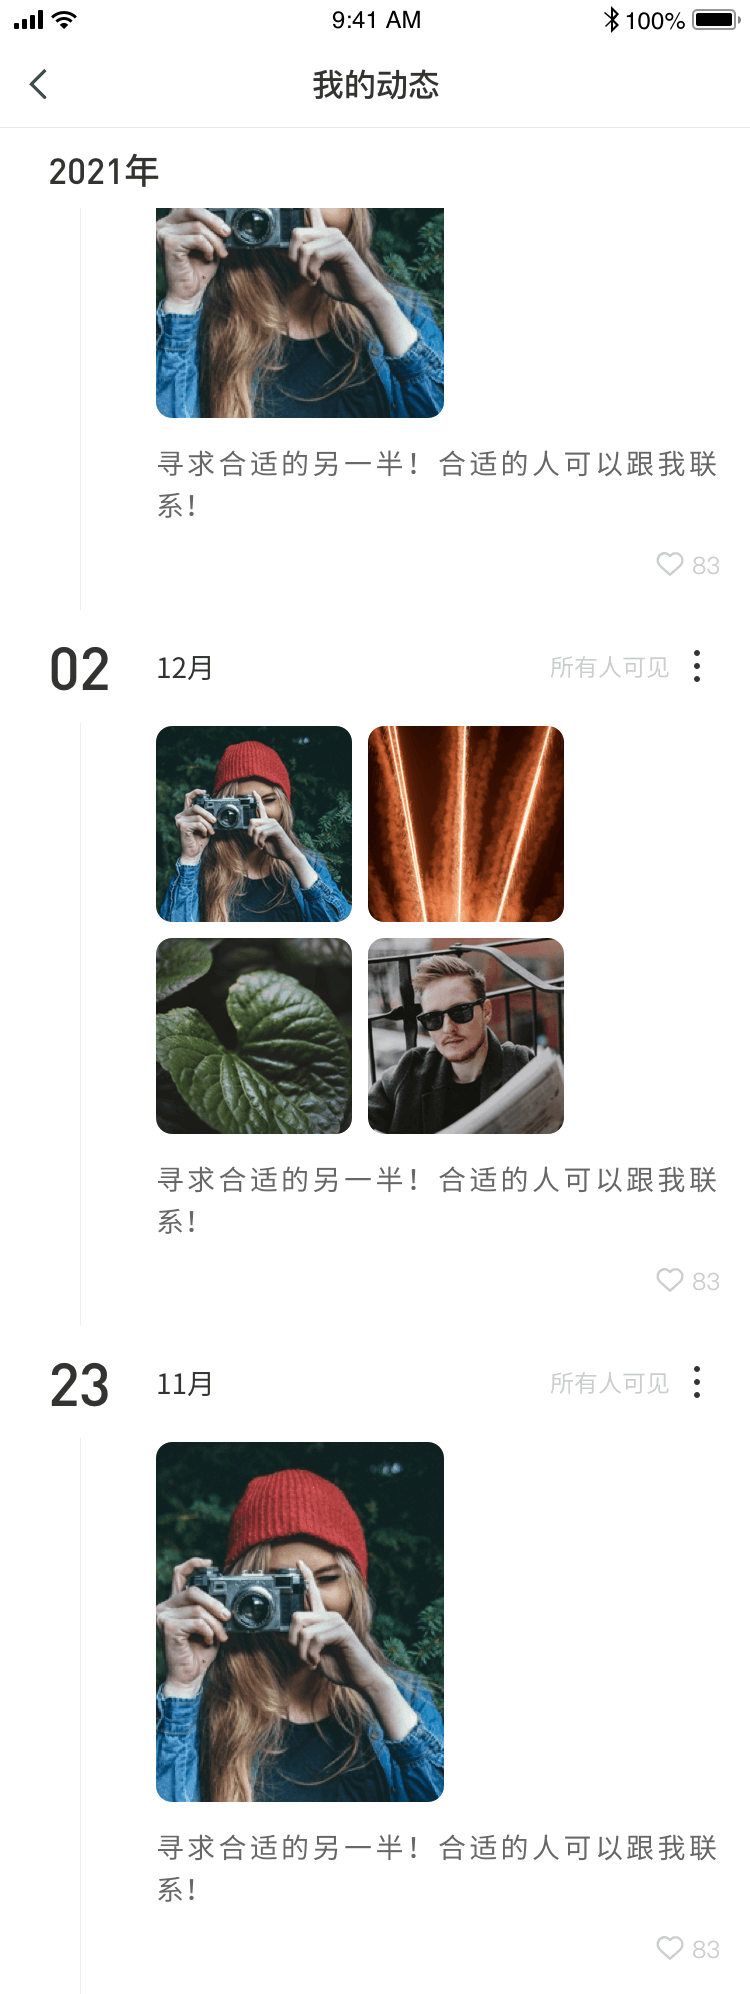 9:41 AM
100%
我的动态
2021年
寻求合适的另一半！合适的人可以跟我联
系！
83
02
12月
所有人可见
寻求合适的另一半！合适的人可以跟我联
系！
83
23
11月
所有人可见
寻求合适的另一半！合适的人可以跟我联
系！
83